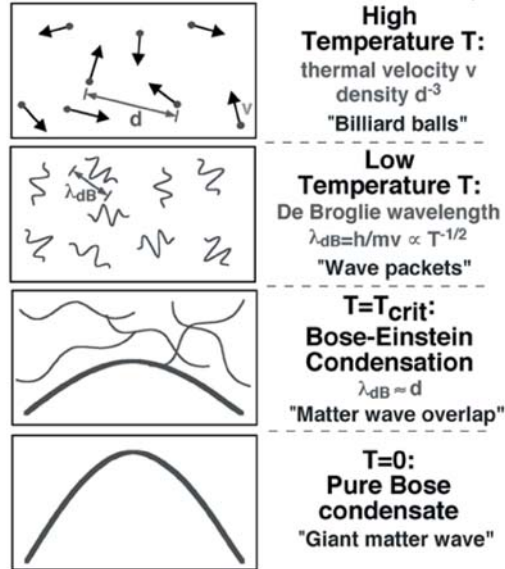 High
Temperature T:
thermal velocity v
density d⁻³
"Billiard balls"
d
v
Low
Temperature T:
De Broglie wavelength
λdB=h/mv ∝ T⁻¹/²
"Wave packets"
λdB
T=Tcrit:
Bose-Einstein
Condensation
λdB ≈ d
"Matter wave overlap"
T=0:
Pure Bose
condensate
"Giant matter wave"